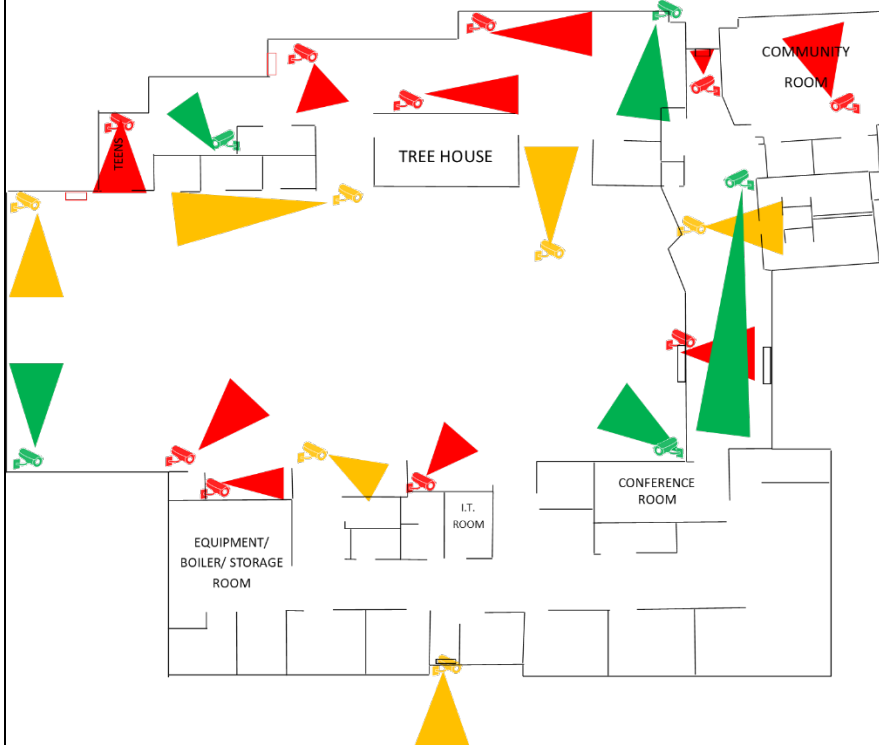 COMMUNITY
ROOM
TEENS
TREE HOUSE
CONFERENCE
ROOM
I.T.
ROOM
EQUIPMENT/
BOILER/ STORAGE
ROOM